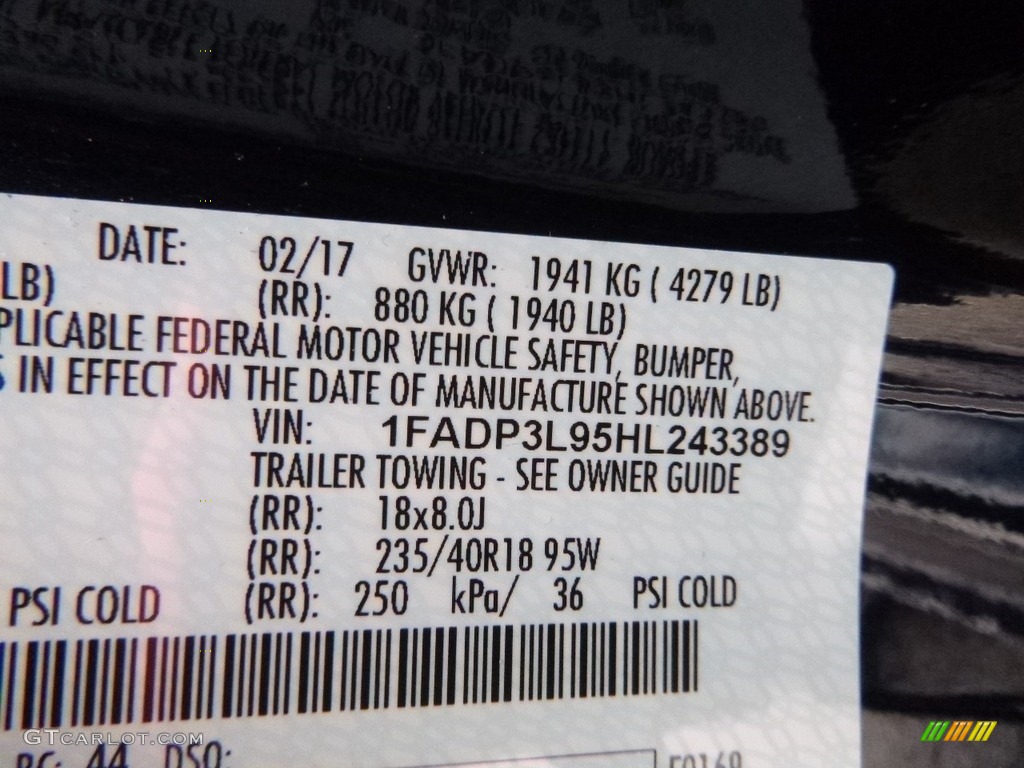 DATE: 02/17 GVWR: 1941 KG ( 4279 LB)
LB) (RR): 880 KG ( 1940 LB)
PLICABLE FEDERAL MOTOR VEHICLE SAFETY, BUMPER,
S IN EFFECT ON THE DATE OF MANUFACTURE SHOWN ABOVE.
VIN: 1FADP3L95HL243389
TRAILER TOWING - SEE OWNER GUIDE
(RR): 18x8.0J
(RR): 235/40R18 95W
PSI COLD (RR): 250 kPa/ 36 PSI COLD
44 DSO:
GTCARLOT.COM